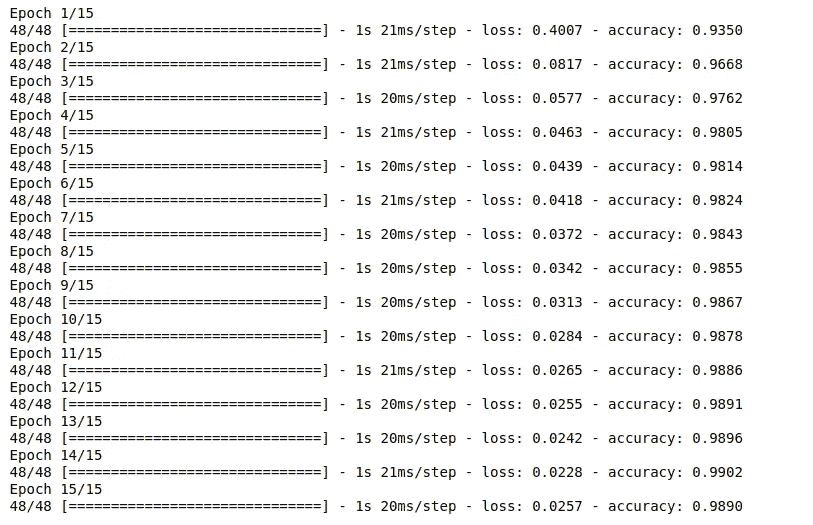 Epoch 1/15
48/48 [==============================] - 1s 21ms/step - loss: 0.4007 - accuracy: 0.9350
Epoch 2/15
48/48 [==============================] - 1s 21ms/step - loss: 0.0817 - accuracy: 0.9668
Epoch 3/15
48/48 [==============================] - 1s 20ms/step - loss: 0.0577 - accuracy: 0.9762
Epoch 4/15
48/48 [==============================] - 1s 21ms/step - loss: 0.0463 - accuracy: 0.9805
Epoch 5/15
48/48 [==============================] - 1s 20ms/step - loss: 0.0439 - accuracy: 0.9814
Epoch 6/15
48/48 [==============================] - 1s 21ms/step - loss: 0.0418 - accuracy: 0.9824
Epoch 7/15
48/48 [==============================] - 1s 20ms/step - loss: 0.0372 - accuracy: 0.9843
Epoch 8/15
48/48 [==============================] - 1s 20ms/step - loss: 0.0342 - accuracy: 0.9855
Epoch 9/15
48/48 [==============================] - 1s 20ms/step - loss: 0.0313 - accuracy: 0.9867
Epoch 10/15
48/48 [==============================] - 1s 20ms/step - loss: 0.0284 - accuracy: 0.9878
Epoch 11/15
48/48 [==============================] - 1s 21ms/step - loss: 0.0265 - accuracy: 0.9886
Epoch 12/15
48/48 [==============================] - 1s 20ms/step - loss: 0.0255 - accuracy: 0.9891
Epoch 13/15
48/48 [==============================] - 1s 20ms/step - loss: 0.0242 - accuracy: 0.9896
Epoch 14/15
48/48 [==============================] - 1s 21ms/step - loss: 0.0228 - accuracy: 0.9902
Epoch 15/15
48/48 [==============================] - 1s 20ms/step - loss: 0.0257 - accuracy: 0.9890